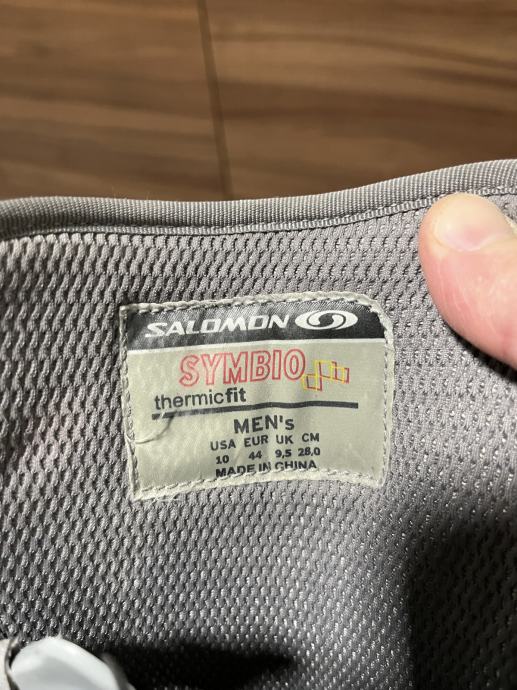 SALOMON
SYMBIO
thermicfit
MEN's
USA EUR UK CM
10 44 9,5 28,0
MADE IN CHINA